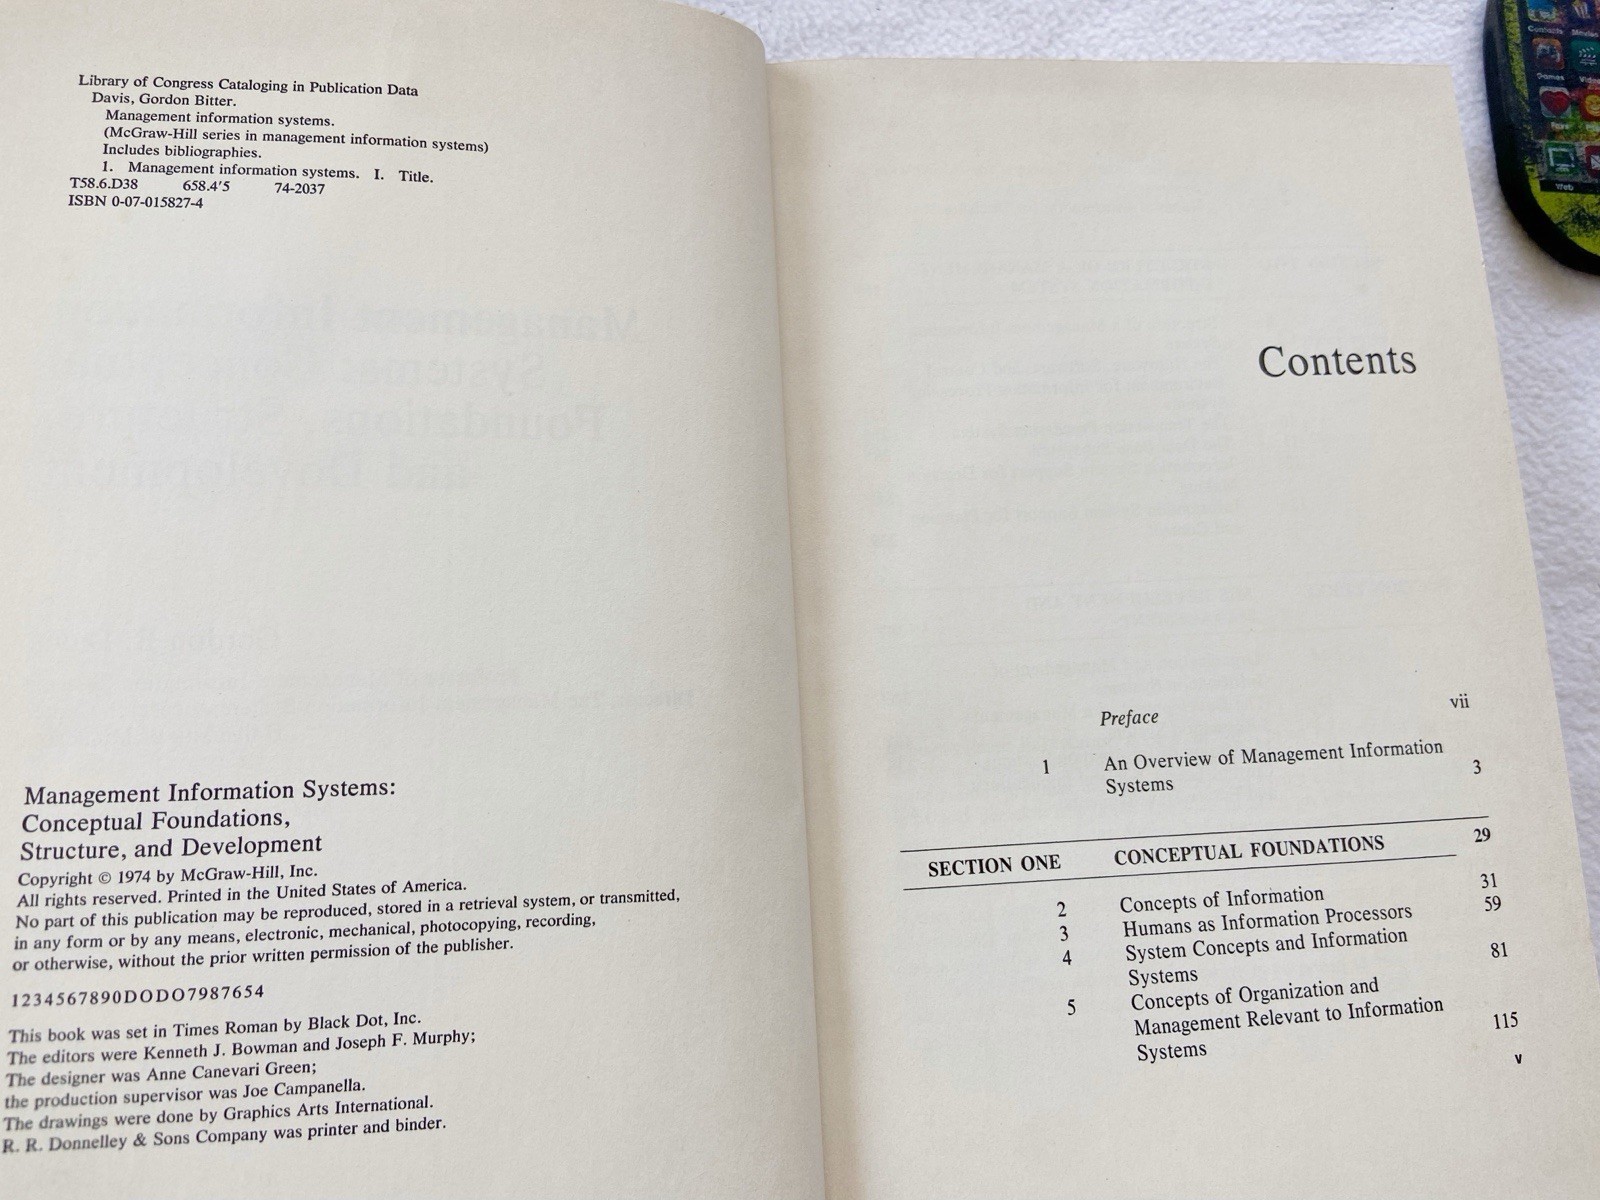 Library of Congress Cataloging in Publication Data
Davis, Gordon Bitter.
Management information systems.
(McGraw-Hill series in management information systems)
Includes bibliographies.
1. Management information systems. I. Title.
T58.6.D38 658.4'5 74-2037
ISBN 0-07-015827-4
Management Information Systems:
Conceptual Foundations,
Structure, and Development
Copyright © 1974 by McGraw-Hill, Inc.
All rights reserved. Printed in the United States of America.
No part of this publication may be reproduced, stored in a retrieval system, or transmitted,
in any form or by any means, electronic, mechanical, photocopying, recording,
or otherwise, without the prior written permission of the publisher.
1234567890DODO7987654
This book was set in Times Roman by Black Dot, Inc.
The editors were Kenneth J. Bowman and Joseph F. Murphy;
The designer was Anne Canevari Green;
the production supervisor was Joe Campanella.
The drawings were done by Graphics Arts International.
R. R. Donnelley & Sons Company was printer and binder.
Contents
Preface vii
1 An Overview of Management Information
Systems 3
SECTION ONE CONCEPTUAL FOUNDATIONS 29
2 Concepts of Information 31
3 Humans as Information Processors 59
4 System Concepts and Information
Systems 81
5 Concepts of Organization and
Management Relevant to Information
Systems 115
v
Contacts
Games
Web